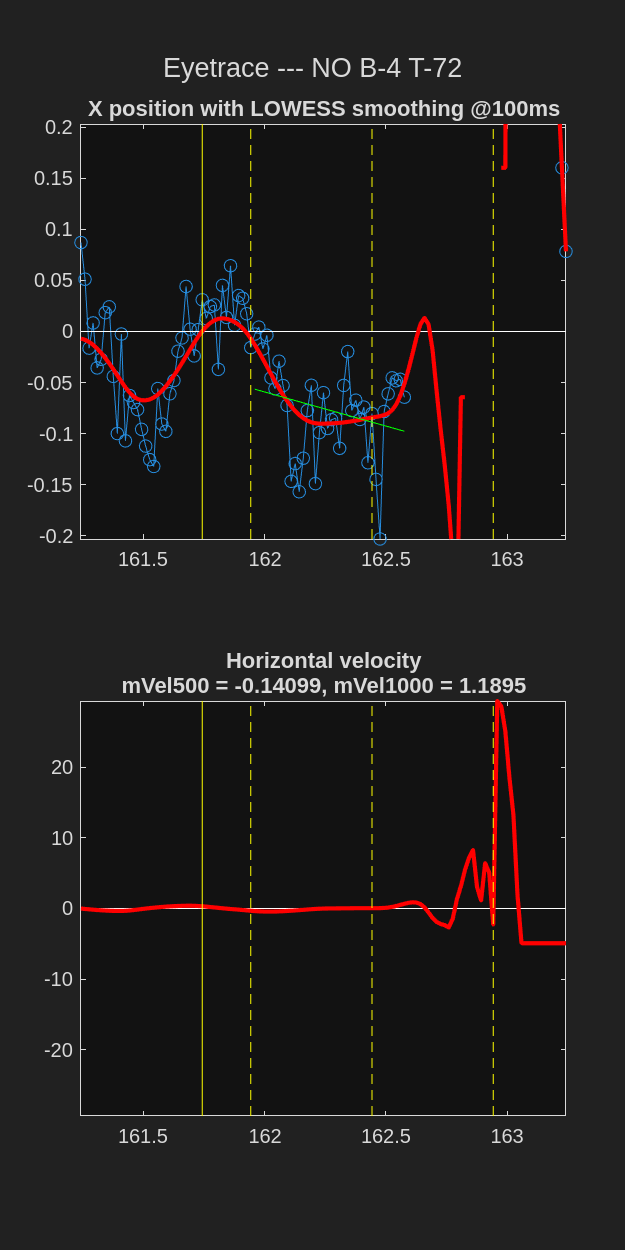 Eyetrace --- NO B-4 T-72
X position with LOWESS smoothing @100ms
0.2
0.15
0.1
0.05
0
-0.05
-0.1
-0.15
-0.2
161.5 162 162.5 163
Horizontal velocity
mVel500 = -0.14099, mVel1000 = 1.1895
20
10
0
-10
-20
161.5 162 162.5 163